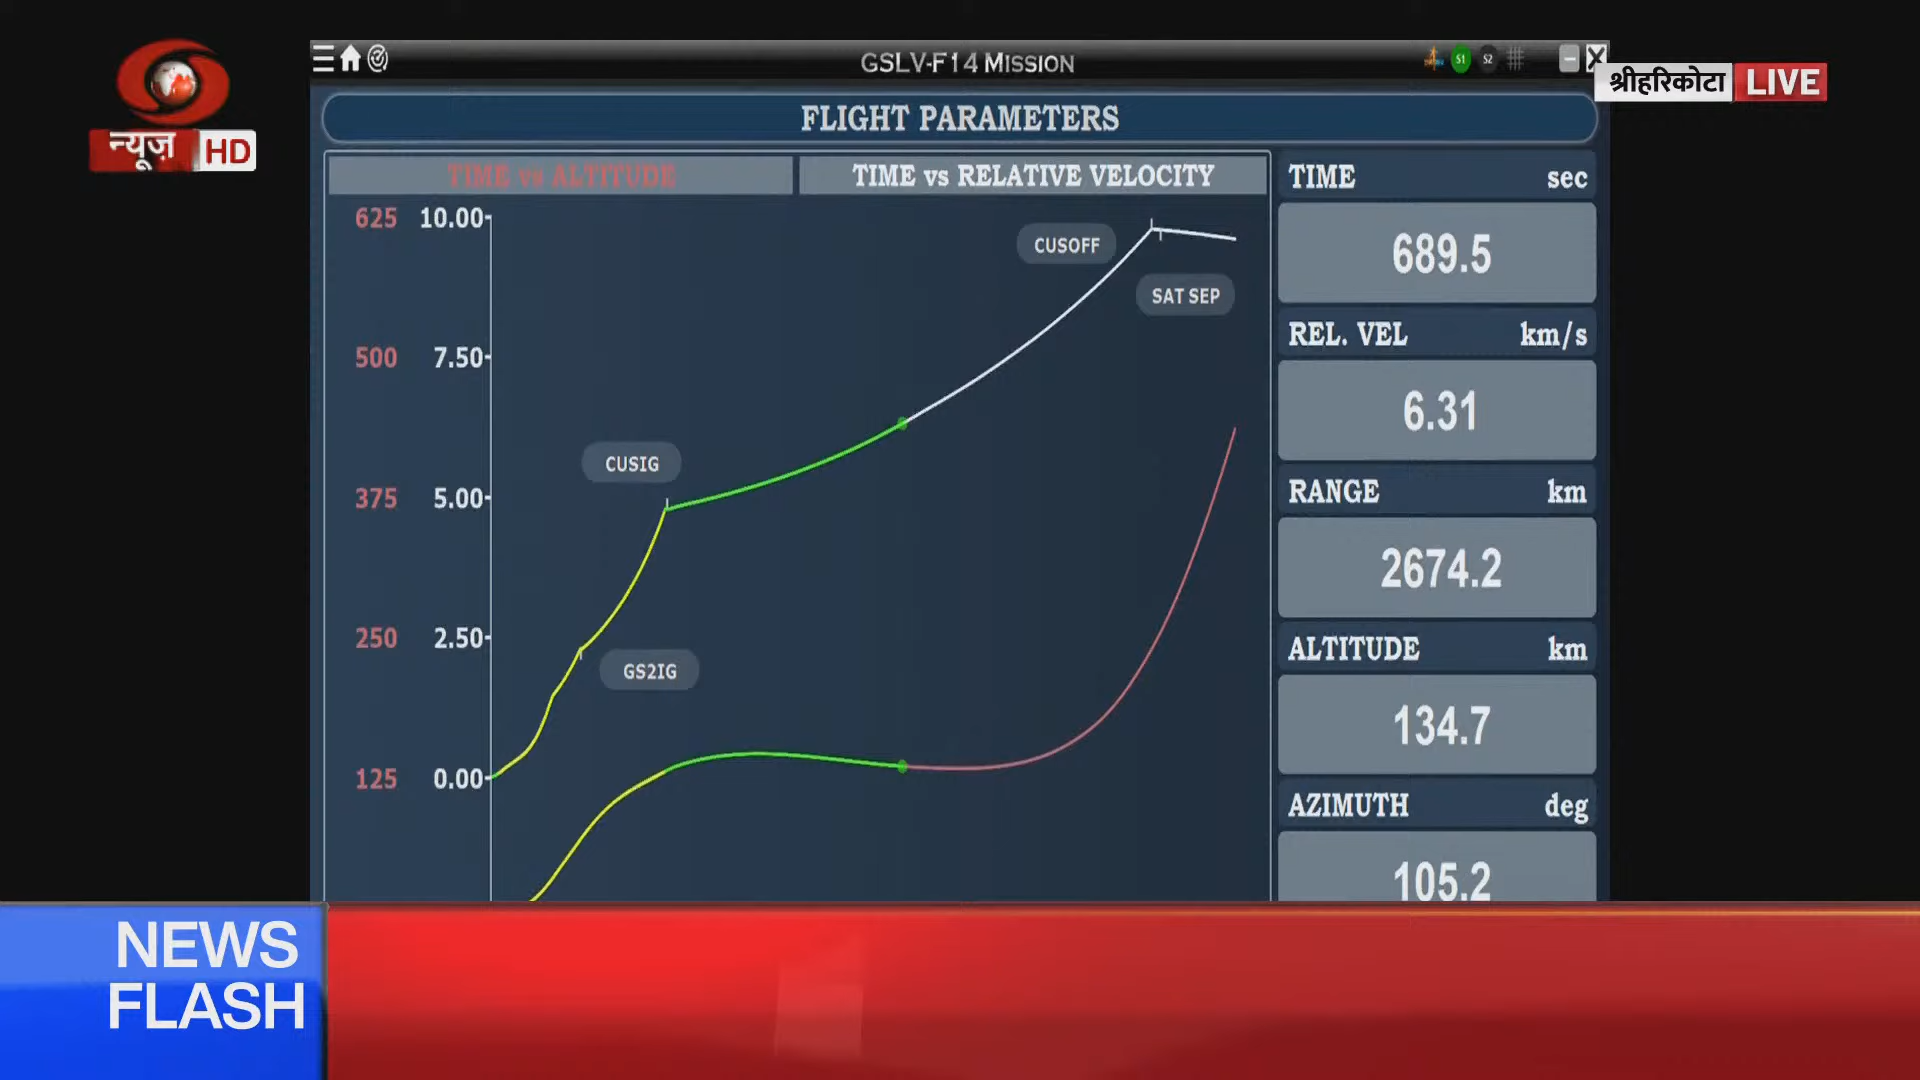 न्यूज़ HD
GSLV-F14 MISSION
S1
S2
श्रीहरिकोटा LIVE
FLIGHT PARAMETERS
TIME vs ALTITUDE
TIME vs RELATIVE VELOCITY
625 10.00
500 7.50
375 5.00
250 2.50
125 0.00
CUSOFF
SAT SEP
CUSIG
GS2IG
TIME sec
689.5
REL. VEL km/s
6.31
RANGE km
2674.2
ALTITUDE km
134.7
AZIMUTH deg
105.2
NEWS
FLASH